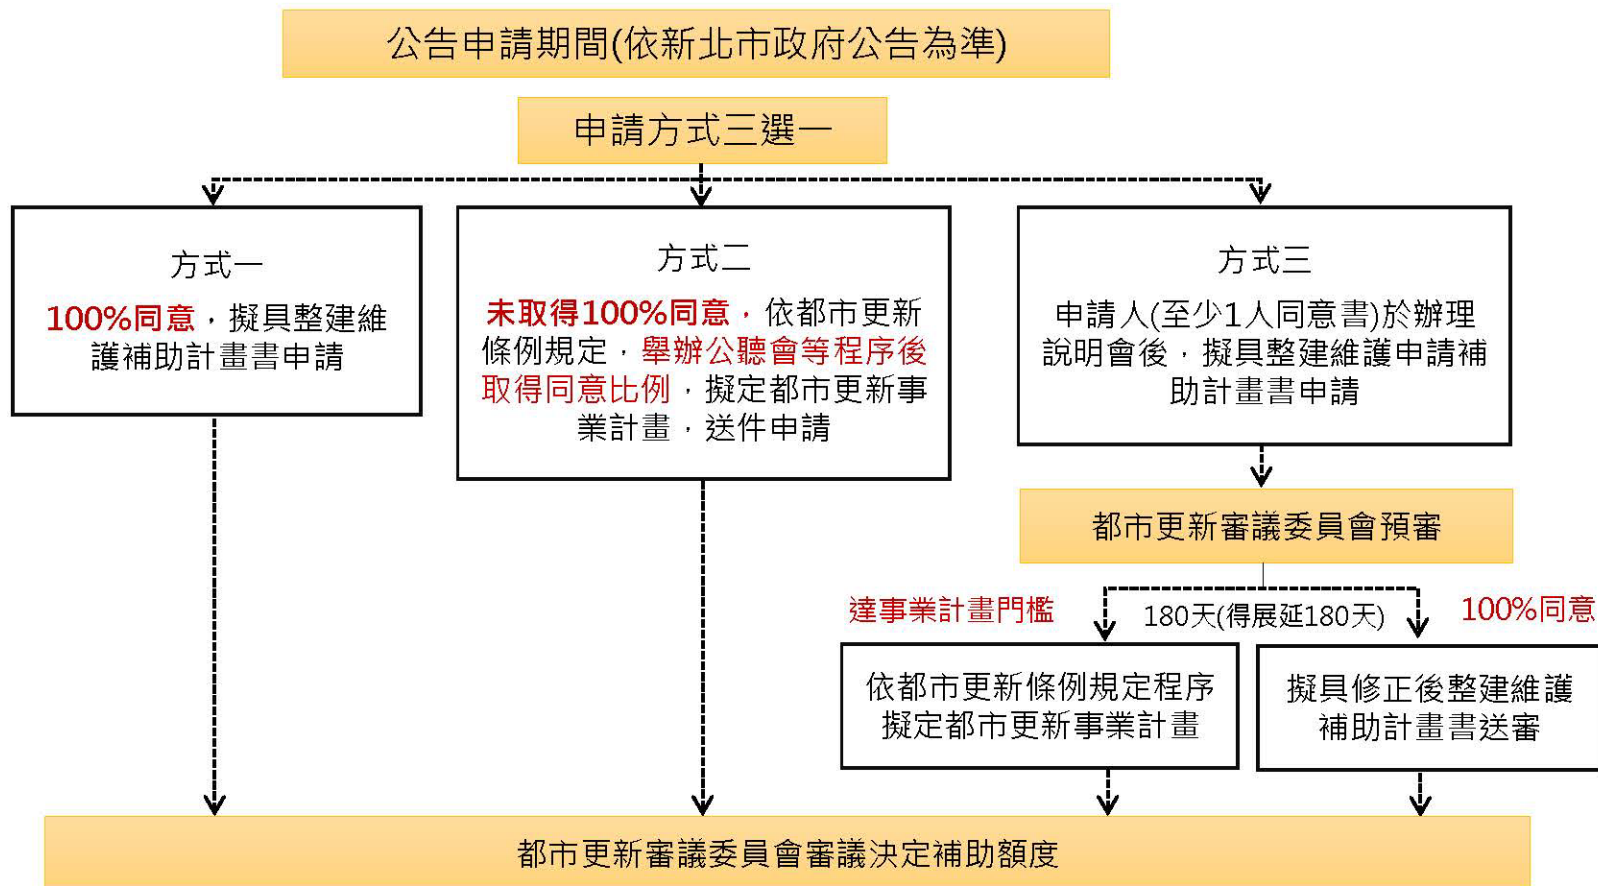 公告申請期間(依新北市政府公告為準)
申請方式三選一
方式一
100%同意，擬具整建維
護補助計畫書申請
方式二
未取得100%同意，依都市更新
條例規定，舉辦公聽會等程序後
取得同意比例，擬定都市更新事
業計畫，送件申請
方式三
申請人(至少1人同意書)於辦理
說明會後，擬具整建維護申請補
助計畫書申請
都市更新審議委員會預審
達事業計畫門檻
180天(得展延180天)
100%同意
依都市更新條例規定程序
擬定都市更新事業計畫
擬具修正後整建維護
補助計畫書送審
都市更新審議委員會審議決定補助額度